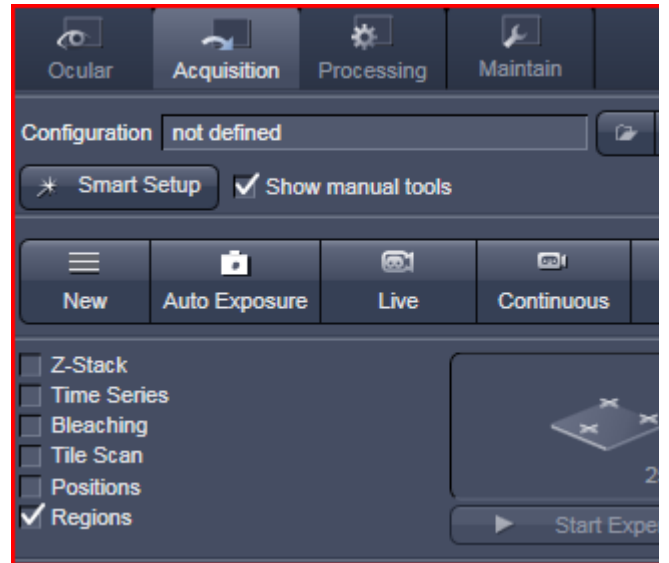 Ocular Acquisition Processing Maintain
Configuration not defined
Smart Setup Show manual tools
New Auto Exposure Live Continuous
Z-Stack
Time Series
Bleaching
Tile Scan
Positions
Regions
Start